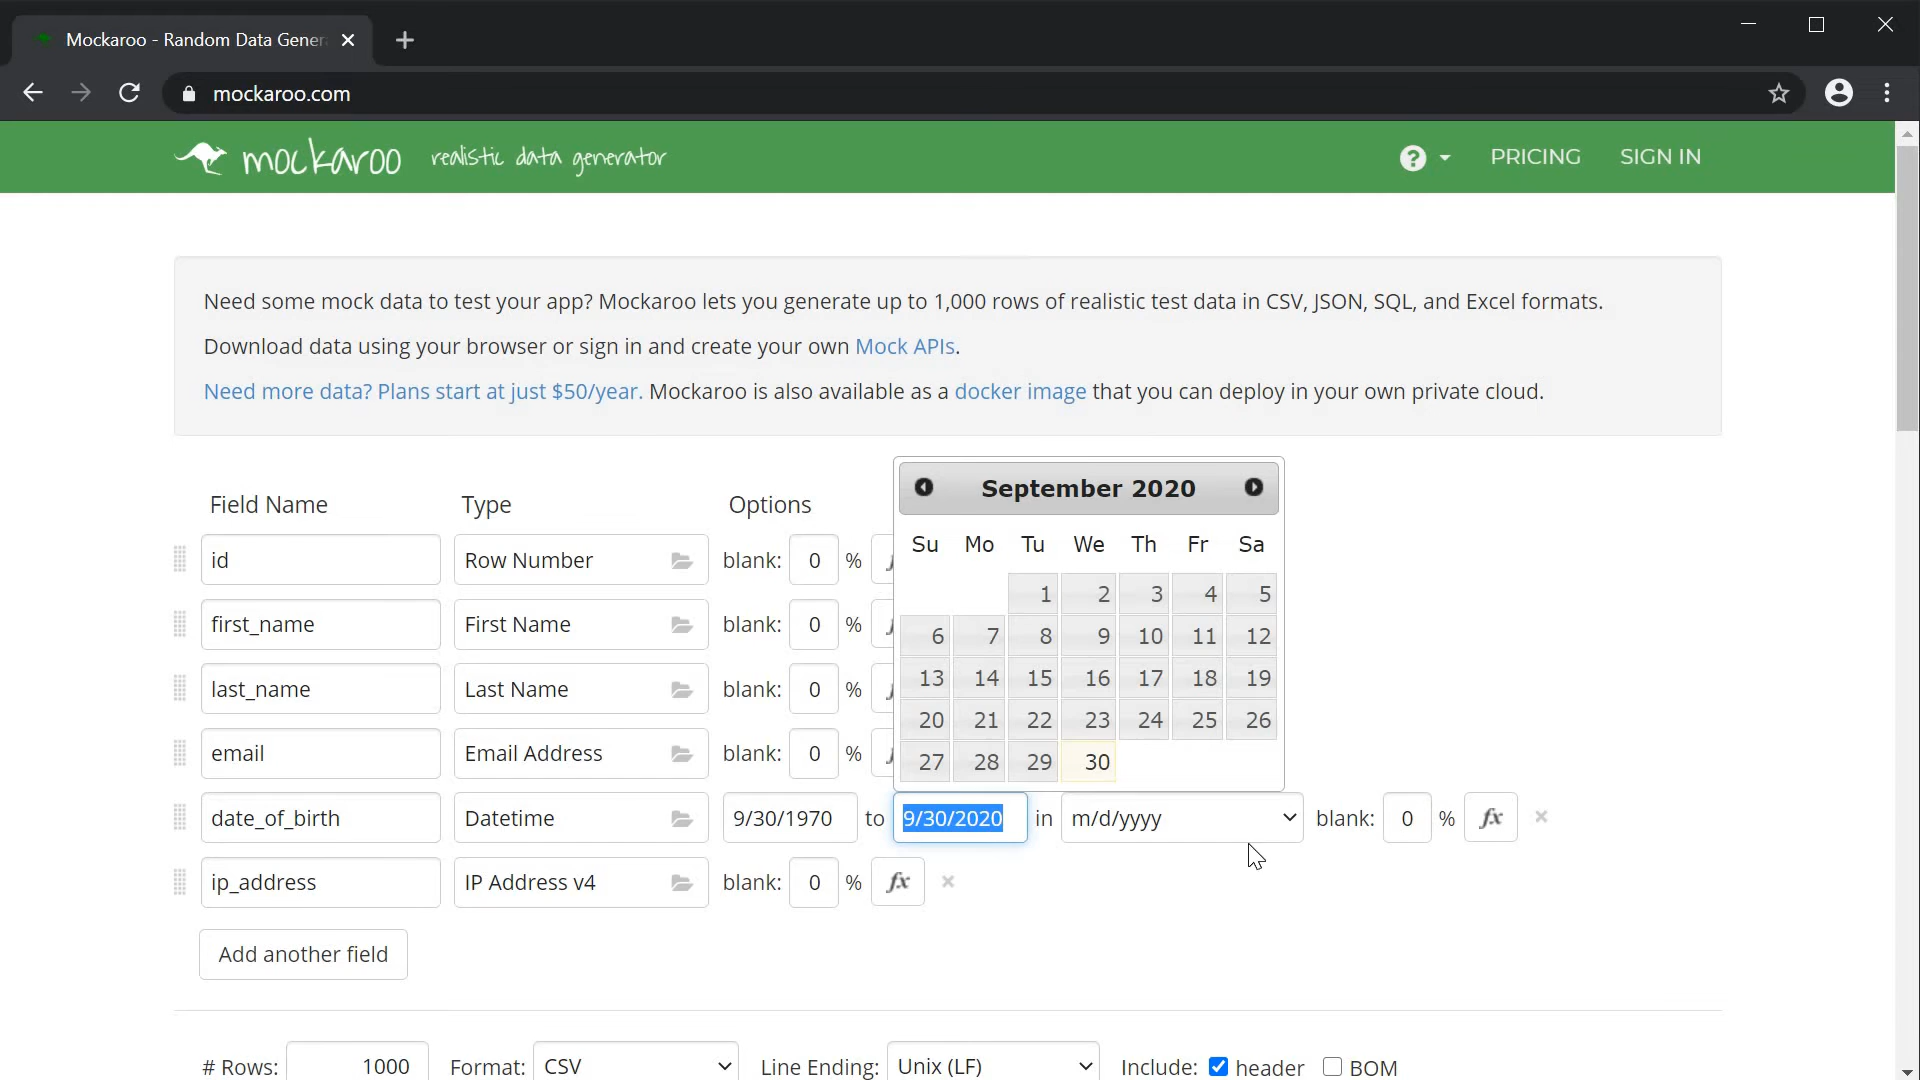 Mockaroo - Random Data Gener
mockaroo.com
mockaroo realistic data generator
PRICING SIGN IN
Need some mock data to test your app? Mockaroo lets you generate up to 1,000 rows of realistic test data in CSV, JSON, SQL, and Excel formats.
Download data using your browser or sign in and create your own Mock APIs.
Need more data? Plans start at just $50/year. Mockaroo is also available as a docker image that you can deploy in your own private cloud.
Field Name Type Options
September 2020
Su Mo Tu We Th Fr Sa
1 2 3 4 5
6 7 8 9 10 11 12
13 14 15 16 17 18 19
20 21 22 23 24 25 26
27 28 29 30
id Row Number blank: 0 %
first_name First Name blank: 0 %
last_name Last Name blank: 0 %
email Email Address blank: 0 %
date_of_birth Datetime 9/30/1970 to 9/30/2020 in m/d/yyyy blank: 0 % fx
ip_address IP Address v4 blank: 0 % fx
Add another field
# Rows: 1000 Format: CSV Line Ending: Unix (LF) Include: header BOM